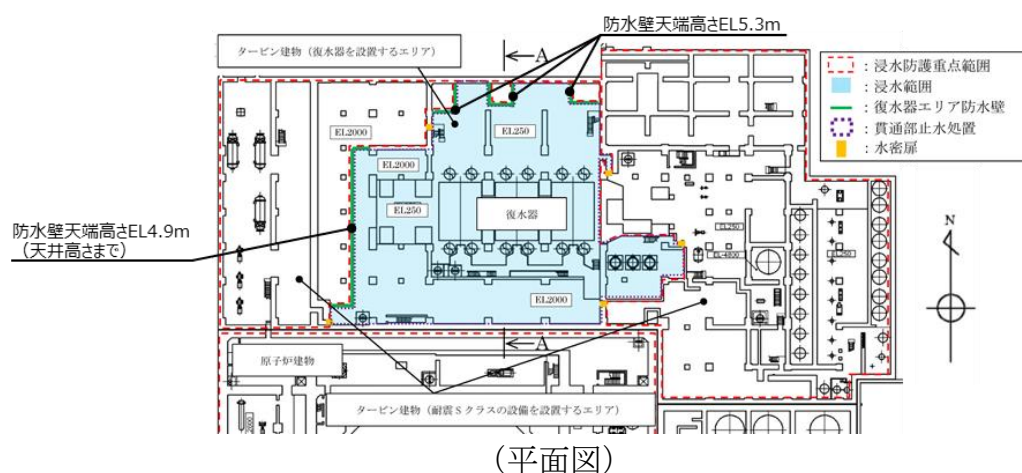 防水壁天端高さEL5.3m
タービン建物（復水器を設置するエリア）
A
：浸水防護重点範囲
：浸水範囲
：復水器エリア防水壁
：貫通部止水処置
：水密扉
EL2000
EL250
EL2000
EL250
復水器
防水壁天端高さEL4.9m
（天井高さまで）
EL250
EL-4800
EL250
N
EL2000
A
原子炉建物
タービン建物（耐震Sクラスの設備を設置するエリア）
（平面図）